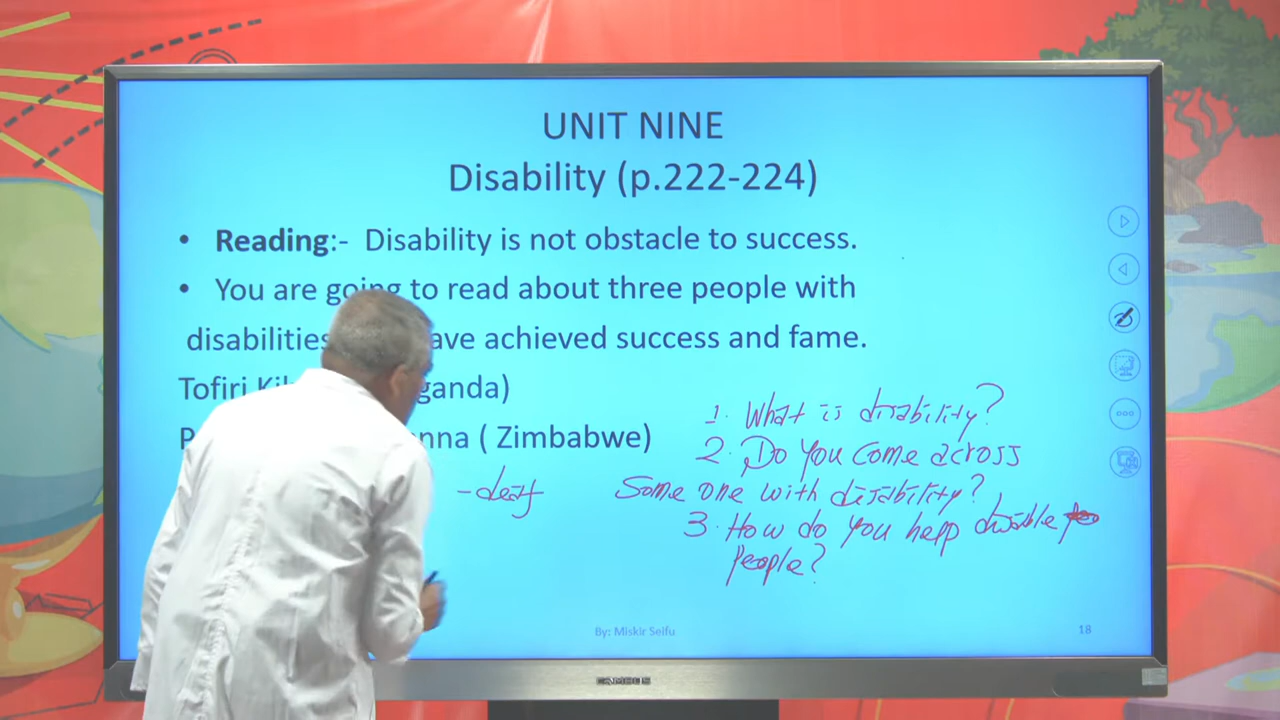 UNIT NINE
Disability (p.222-224)
• Reading:- Disability is not obstacle to success.
• You are going to read about three people with
disabilities ave achieved success and fame.
Tofiri Ki ganda)
P nna ( Zimbabwe)
-deaf
1. What is disability?
2. Do you come across
Some one with disability?
3. How do you help disable
people?
By: Miskir Seifu
18